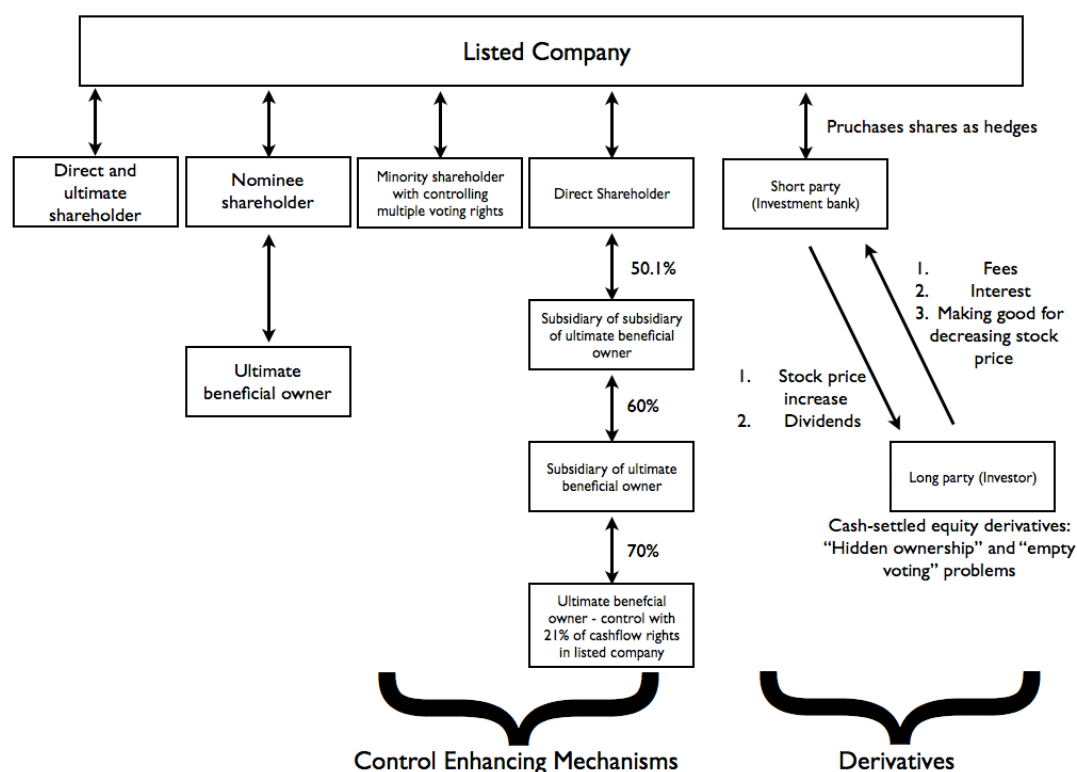 Listed Company
Pruchases shares as hedges
Direct and
ultimate
shareholder
Nominee
shareholder
Minority shareholder
with controlling
multiple voting rights
Direct Shareholder
Short party
(Investment bank)
50.1%
1. Fees
2. Interest
3. Making good for
decreasing stock
price
Subsidiary of subsidiary
of ultimate beneficial
owner
Ultimate
beneficial owner
1. Stock price
increase
2. Dividends
60%
Subsidiary of ultimate
beneficial owner
Long party (Investor)
Cash-settled equity derivatives:
“Hidden ownership” and “empty
voting” problems
70%
Ultimate benefcial
owner - control with
21% of cashflow rights
in listed company
Control Enhancing Mechanisms
Derivatives